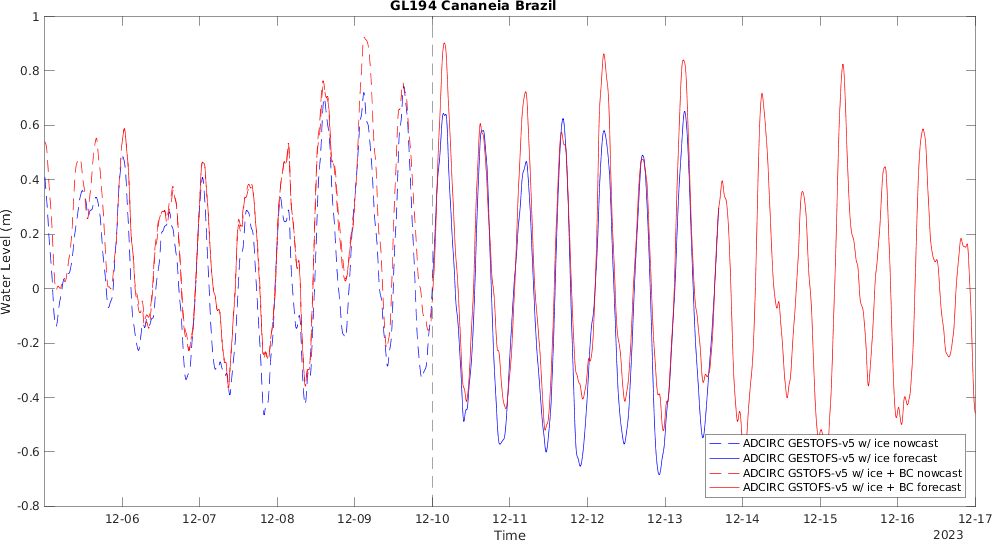 GL194 Cananeia Brazil
Water Level (m)
1
0.8
0.6
0.4
0.2
0
-0.2
-0.4
-0.6
-0.8
12-06 12-07 12-08 12-09 12-10 12-11 12-12 12-13 12-14 12-15 12-16 12-17
Time
2023
ADCIRC GESTOFS-v5 w/ ice nowcast
ADCIRC GESTOFS-v5 w/ ice forecast
ADCIRC GSTOFS-v5 w/ ice + BC nowcast
ADCIRC GSTOFS-v5 w/ ice + BC forecast